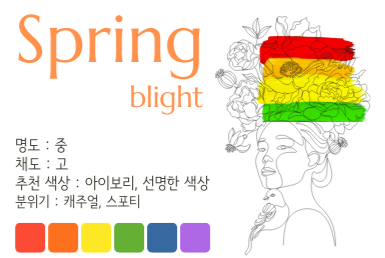 Spring
blight
명도 : 중
채도 : 고
추천 색상 : 아이보리, 선명한 색상
분위기 : 캐주얼, 스포티